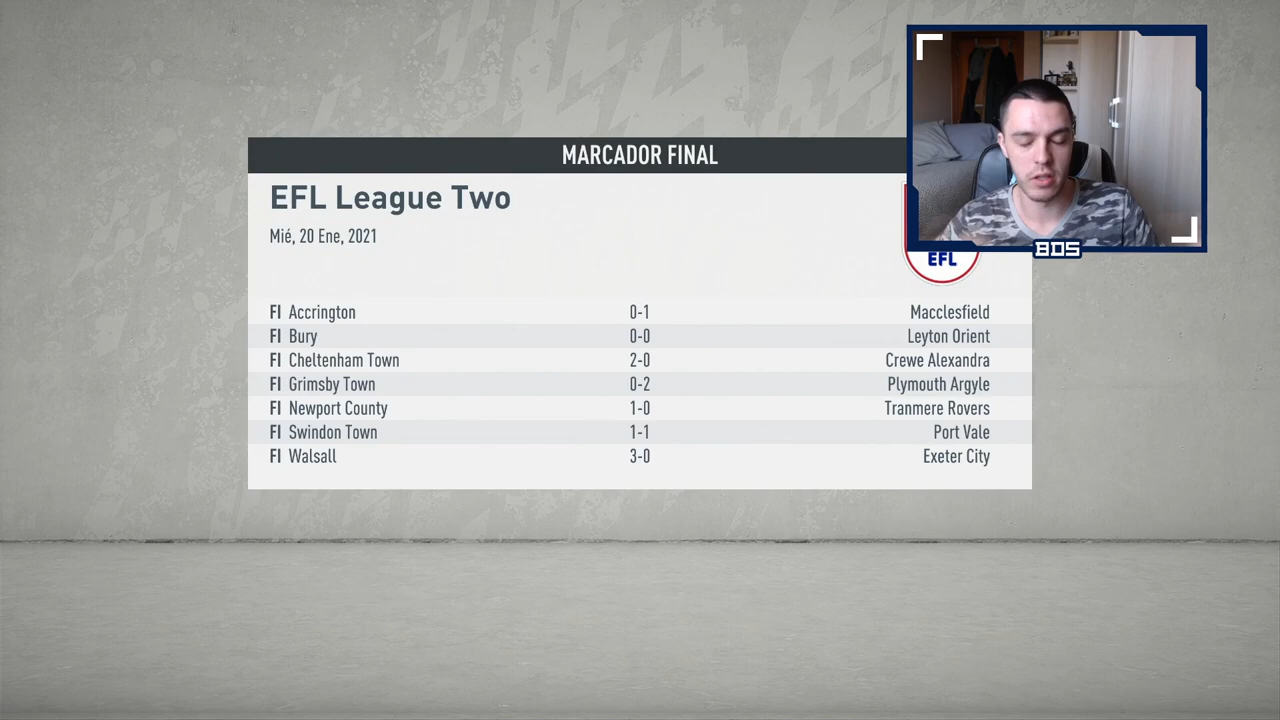 MARCADOR FINAL
EFL League Two
Mié, 20 Ene, 2021
EFL
BDS
FI Accrington 0-1 Macclesfield
FI Bury 0-0 Leyton Orient
FI Cheltenham Town 2-0 Crewe Alexandra
FI Grimsby Town 0-2 Plymouth Argyle
FI Newport County 1-0 Tranmere Rovers
FI Swindon Town 1-1 Port Vale
FI Walsall 3-0 Exeter City